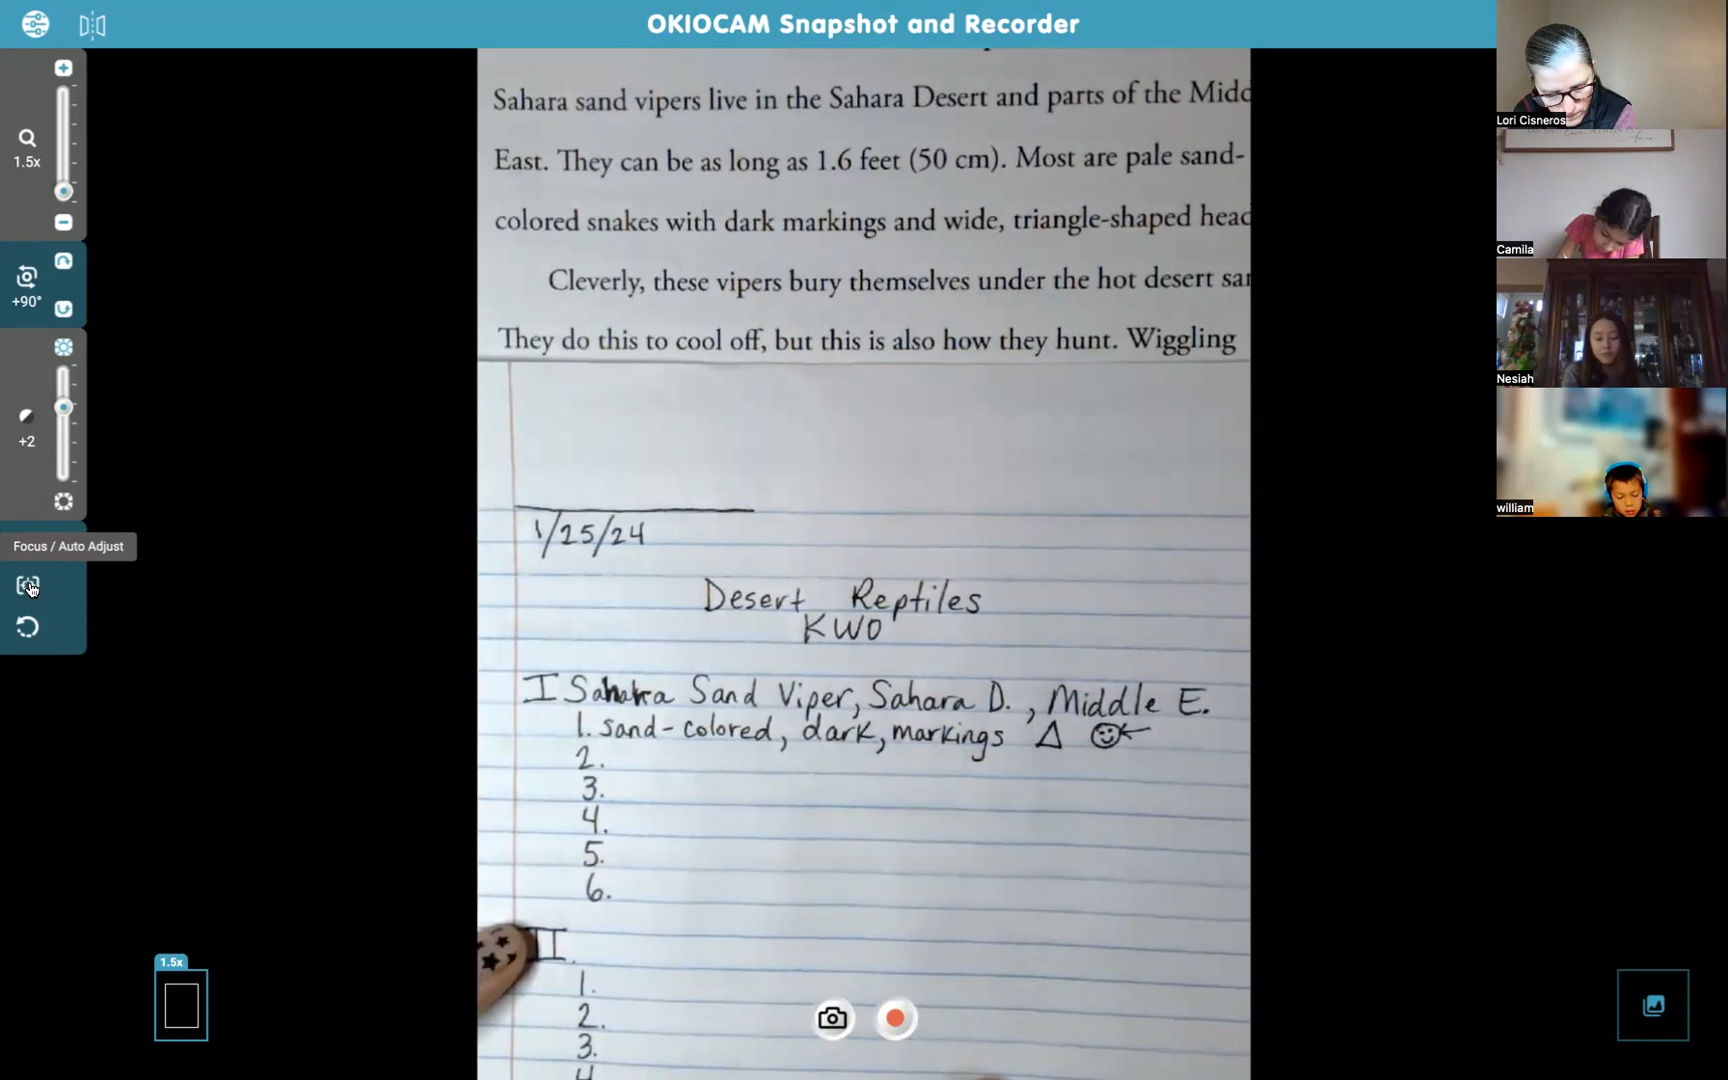 OKIOCAM Snapshot and Recorder
1.5x
+90°
+2
Focus / Auto Adjust
1.5x
Sahara sand vipers live in the Sahara Desert and parts of the Midd
East. They can be as long as 1.6 feet (50 cm). Most are pale sand-
colored snakes with dark markings and wide, triangle-shaped head
Cleverly, these vipers bury themselves under the hot desert san
They do this to cool off, but this is also how they hunt. Wiggling
1/25/24
Desert Reptiles
KWO
I Sahara Sand Viper, Sahara D., Middle E.
1. sand-colored, dark, markings
2.
3.
4.
5.
6.
II.
1.
2.
3.
4
Lori Cisneros
Camila
Nesiah
william